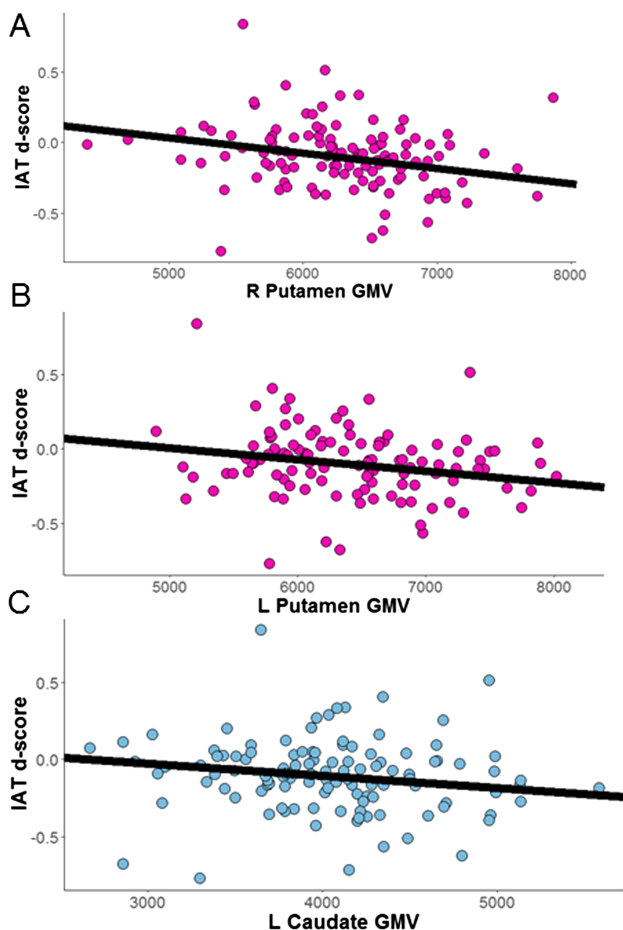 A
IAT d-score
0.5
0.0
-0.5
5000 6000 7000 8000
R Putamen GMV
B
IAT d-score
0.5
0.0
-0.5
5000 6000 7000 8000
L Putamen GMV
C
IAT d-score
0.5
0.0
-0.5
3000 4000 5000
L Caudate GMV